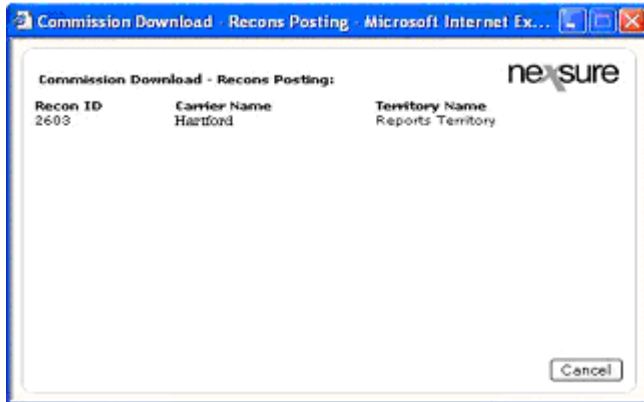 Commission Download - Recons Posting - Microsoft Internet Ex...
nexsure
Commission Download - Recons Posting:
Recon ID Carrier Name Territory Name
2603 Hartford Reports Territory
Cancel